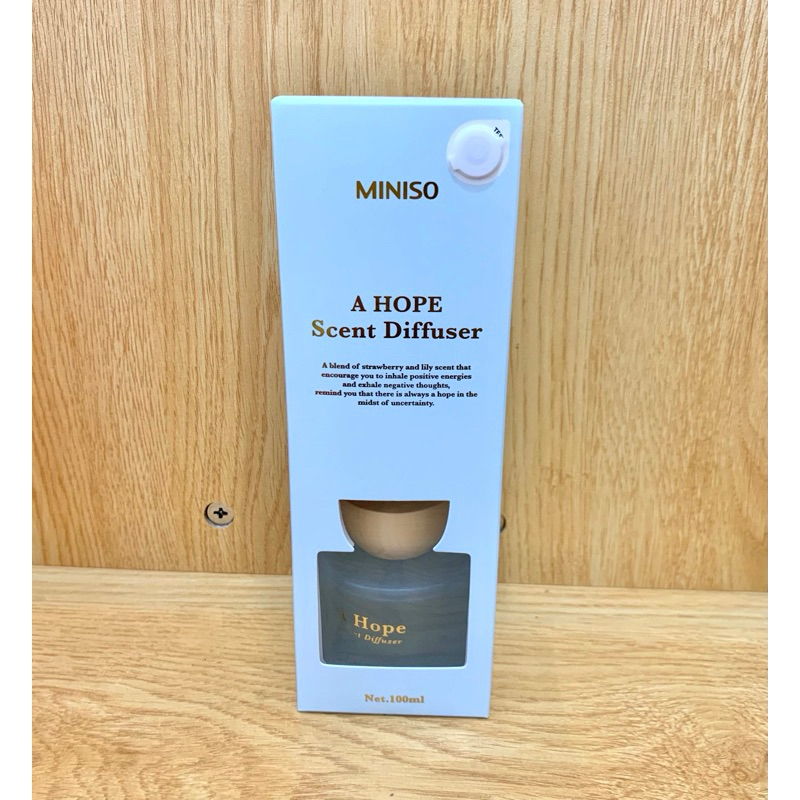 MINISO
A HOPE
Scent Diffuser
A blend of strawberry and lily scent that
encourage you to inhale positive energies
and exhale negative thoughts,
remind you that there is always a hope in the
midst of uncertainty.
Hope
Diffuser
Net.100ml